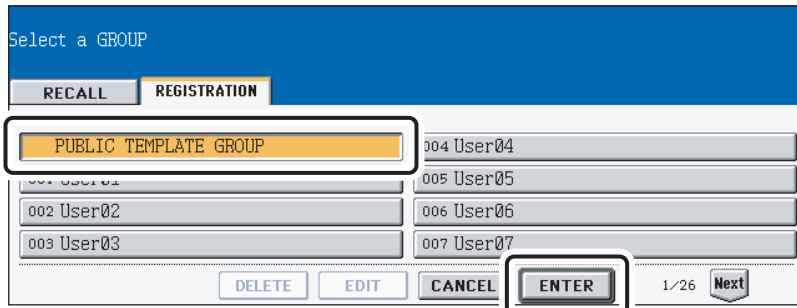 Select a GROUP
RECALL REGISTRATION
PUBLIC TEMPLATE GROUP
004 User04
005 User05
002 User02
006 User06
003 User03
007 User07
DELETE EDIT CANCEL ENTER 1/26 Next